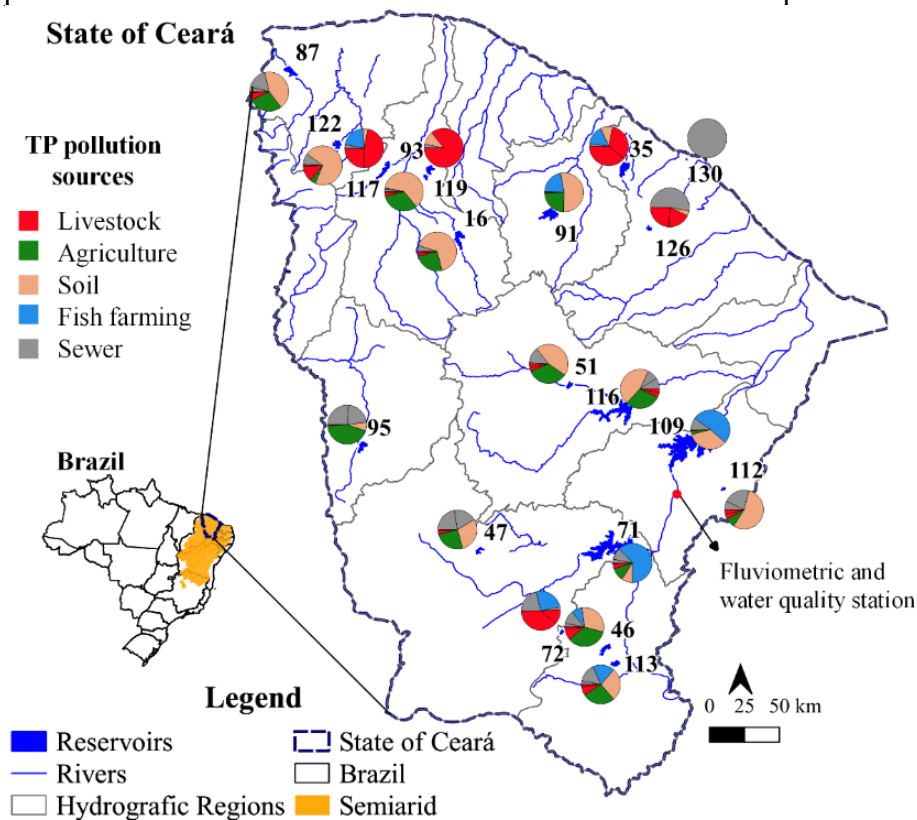 State of Ceará
87
TP pollution
sources
122
93
35
130
Livestock
117
119
Agriculture
16
91
126
Soil
Fish farming
Sewer
51
116
95
109
Brazil
112
47
71
Fluviometric and
water quality station
46
72
113
Legend
0 25 50 km
Reservoirs
State of Ceará
Rivers
Brazil
Hydrografic Regions
Semiarid